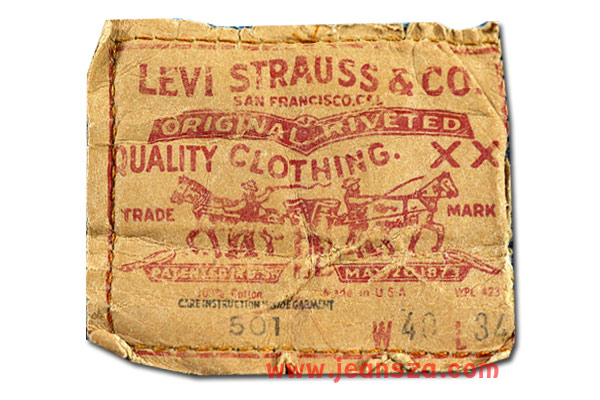 LEVI STRAUSS & CO.
SAN FRANCISCO, CAL.
ORIGINAL RIVETED
QUALITY CLOTHING. XX
TRADE MARK
PATENTED IN U.S. MAY 20 1873
100% Cotton Made in U S A WPL 423
CARE INSTRUCTION INSIDE GARMENT
501 W 40 L 34
www.jeansza.com